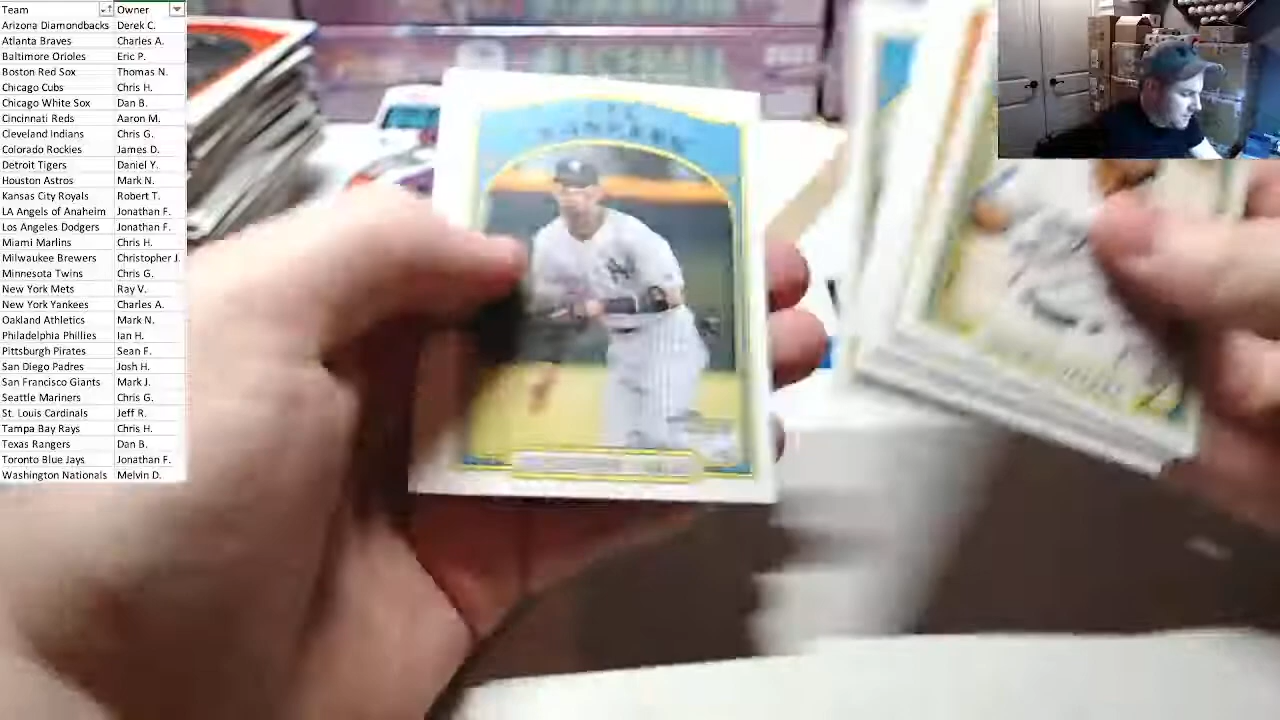 Team Owner
Arizona Diamondbacks Derek C.
Atlanta Braves Charles A.
Baltimore Orioles Eric P.
Boston Red Sox Thomas N.
Chicago Cubs Chris H.
Chicago White Sox Dan B.
Cincinnati Reds Aaron M.
Cleveland Indians Chris G.
Colorado Rockies James D.
Detroit Tigers Daniel Y.
Houston Astros Mark N.
Kansas City Royals Robert T.
LA Angels of Anaheim Jonathan F.
Los Angeles Dodgers Jonathan F.
Miami Marlins Chris H.
Milwaukee Brewers Christopher J.
Minnesota Twins Chris G.
New York Mets Ray V.
New York Yankees Charles A.
Oakland Athletics Mark N.
Philadelphia Phillies Ian H.
Pittsburgh Pirates Sean F.
San Diego Padres Josh H.
San Francisco Giants Mark J.
Seattle Mariners Chris G.
St. Louis Cardinals Jeff R.
Tampa Bay Rays Chris H.
Texas Rangers Dan B.
Toronto Blue Jays Jonathan F.
Washington Nationals Melvin D.
YANKEES
BASEBALL